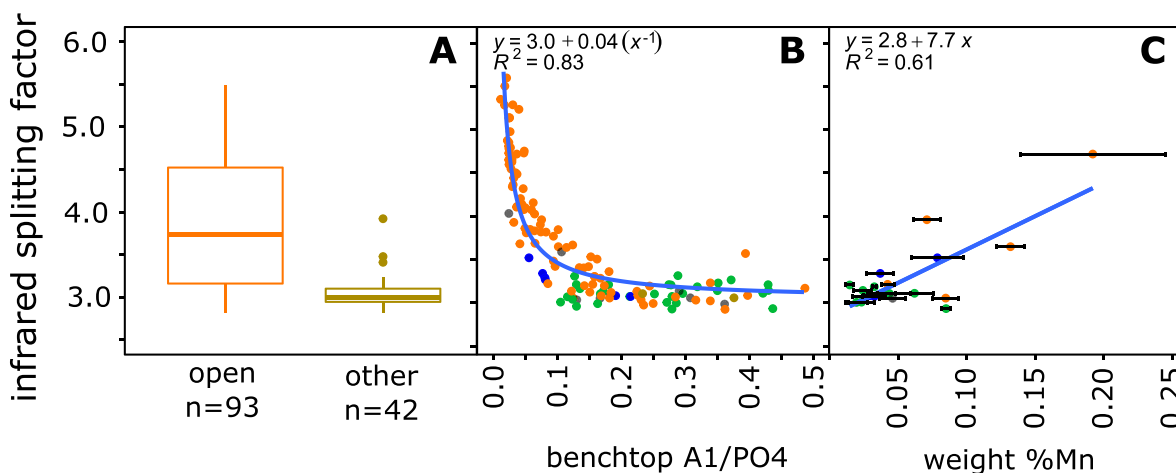 infrared splitting factor
6.0
5.0
4.0
3.0
A
open
n=93
other
n=42
y = 3.0 + 0.04 (x⁻¹)
R² = 0.83
B
0.0
0.1
0.2
0.3
0.4
0.5
benchtop A1/PO4
y = 2.8 + 7.7 x
R² = 0.61
C
0.05
0.10
0.15
0.20
0.25
weight %Mn